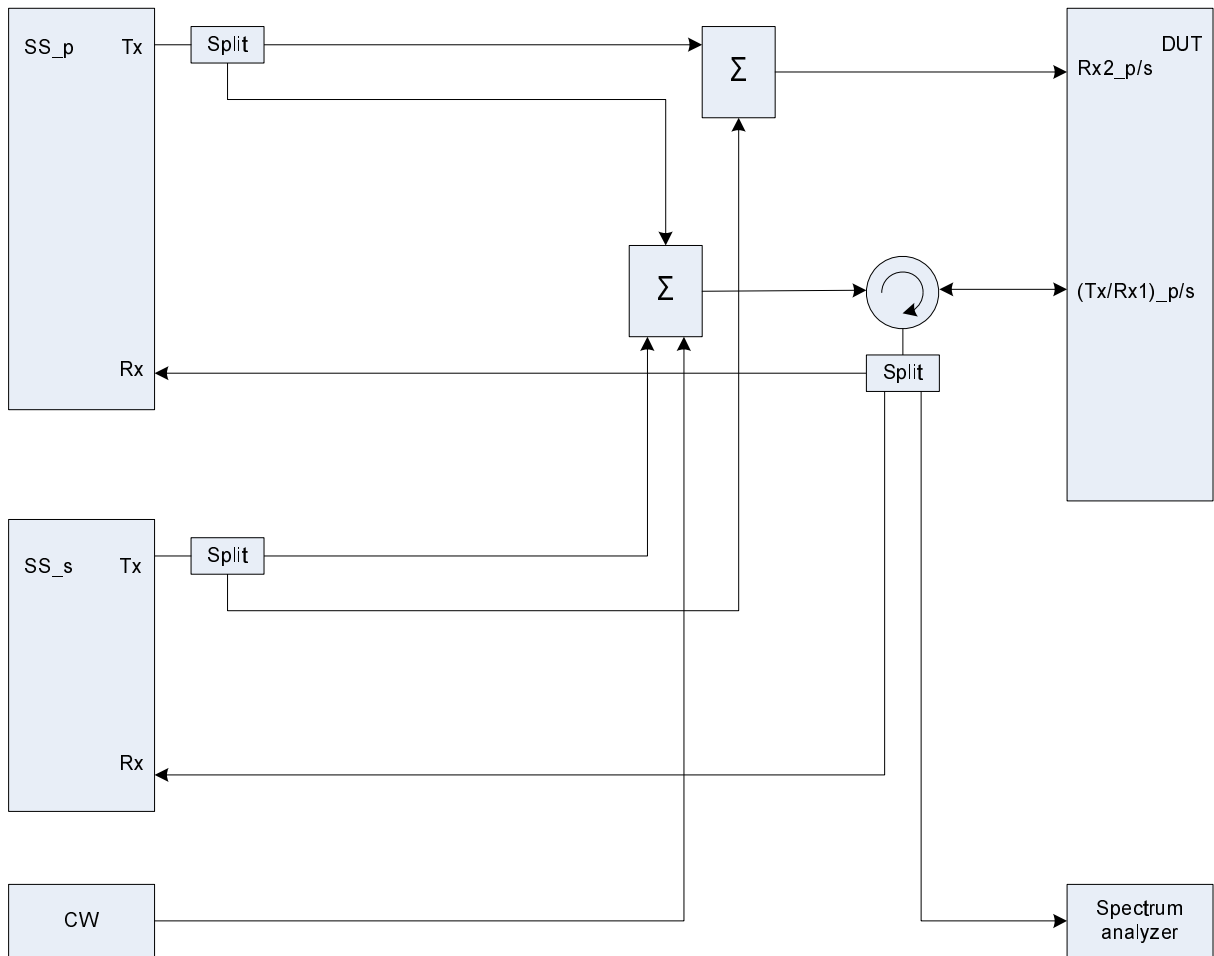 SS_p Tx
Split
Σ
DUT
Rx2_p/s
Σ
(Tx/Rx1)_p/s
Rx
Split
SS_s Tx
Split
Rx
CW
Spectrum
analyzer